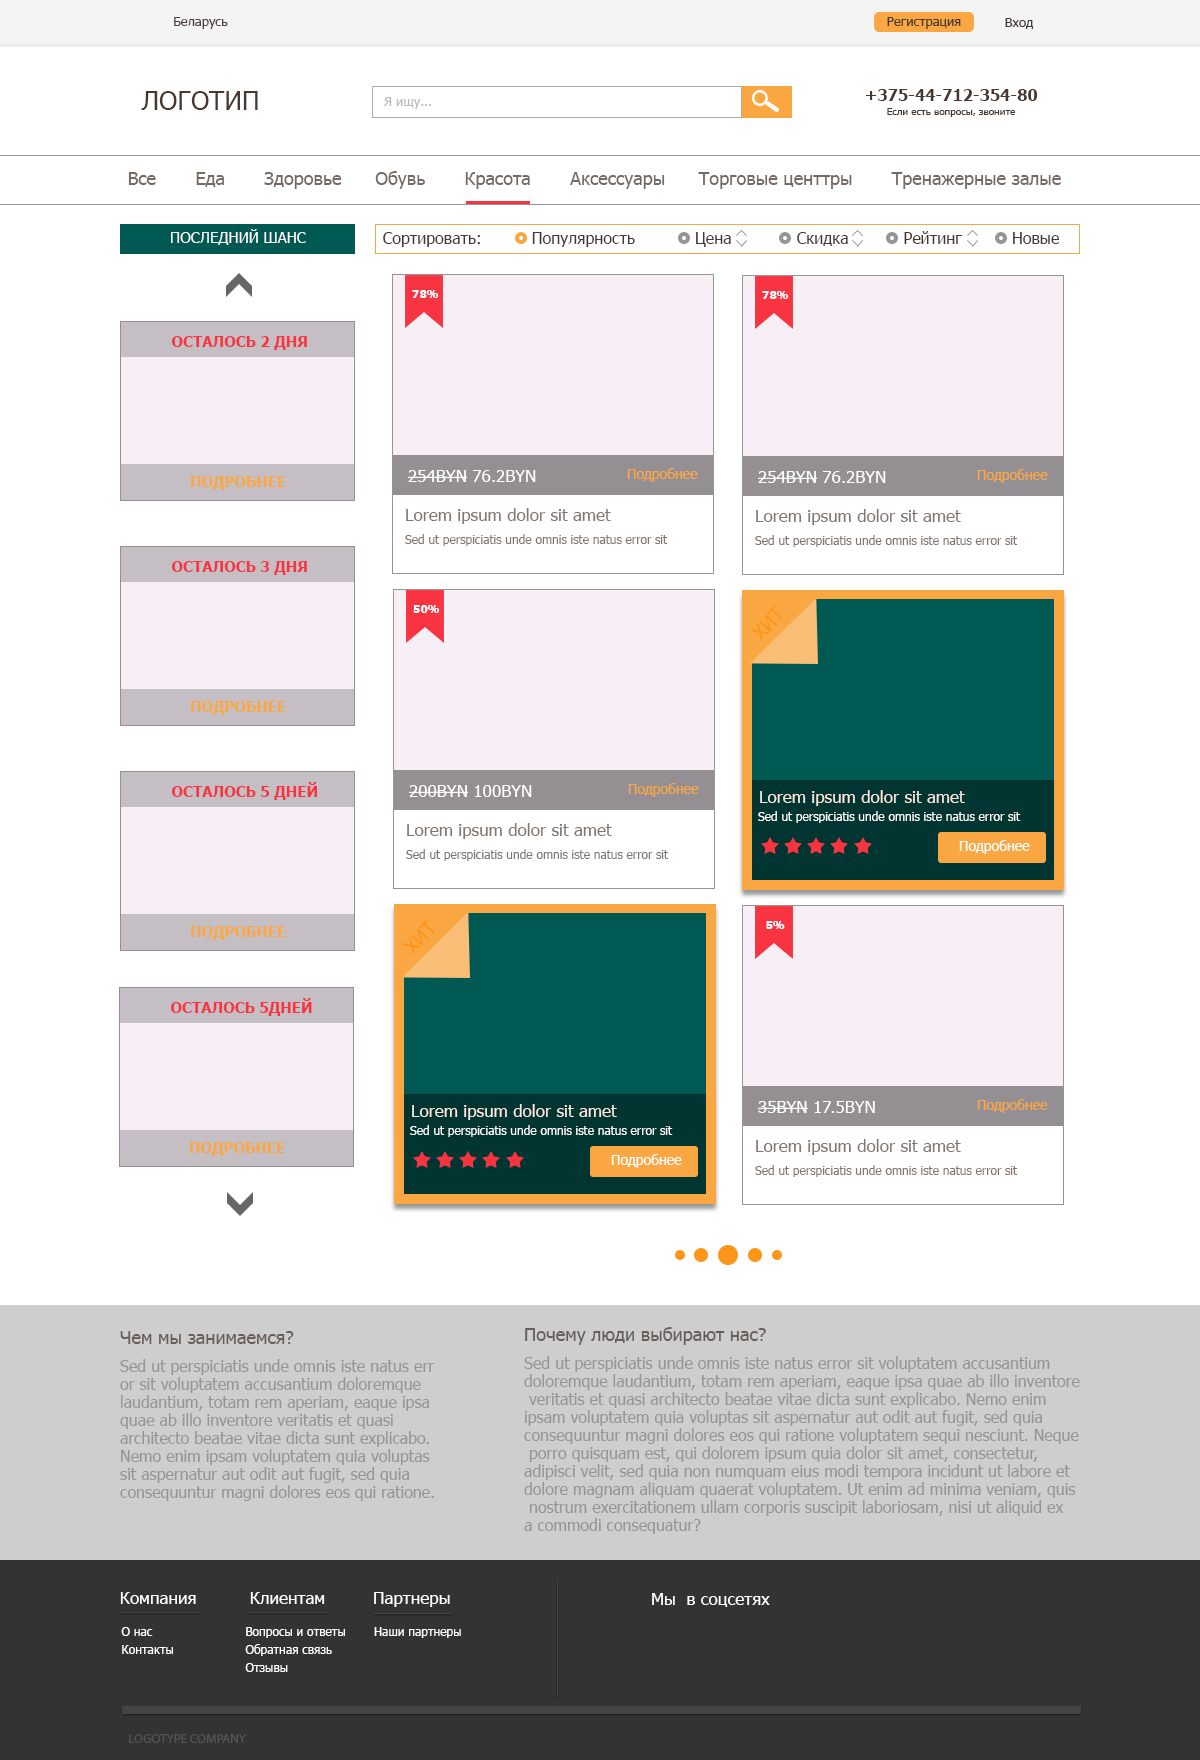 Беларусь
Регистрация
Вход
ЛОГОТИП
Я ищу...
+375-44-712-354-80
Если есть вопросы, звоните
Все
Еда
Здоровье
Обувь
Красота
Аксессуары
Торговые центтры
Тренажерные залые
ПОСЛЕДНИЙ ШАНС
Сортировать:
Популярность
Цена
Скидка
Рейтинг
Новые
ОСТАЛОСЬ 2 ДНЯ
ПОДРОБНЕЕ
ОСТАЛОСЬ 3 ДНЯ
ПОДРОБНЕЕ
ОСТАЛОСЬ 5 ДНЕЙ
ПОДРОБНЕЕ
ОСТАЛОСЬ 5ДНЕЙ
ПОДРОБНЕЕ
78%
254BYN 76.2BYN
Подробнее
Lorem ipsum dolor sit amet
Sed ut perspiciatis unde omnis iste natus error sit
78%
254BYN 76.2BYN
Подробнее
Lorem ipsum dolor sit amet
Sed ut perspiciatis unde omnis iste natus error sit
50%
200BYN 100BYN
Подробнее
Lorem ipsum dolor sit amet
Sed ut perspiciatis unde omnis iste natus error sit
ХИТ
Lorem ipsum dolor sit amet
Sed ut perspiciatis unde omnis iste natus error sit
Подробнее
ХИТ
Lorem ipsum dolor sit amet
Sed ut perspiciatis unde omnis iste natus error sit
Подробнее
5%
35BYN 17.5BYN
Подробнее
Lorem ipsum dolor sit amet
Sed ut perspiciatis unde omnis iste natus error sit
Чем мы занимаемся?
Sed ut perspiciatis unde omnis iste natus err
or sit voluptatem accusantium doloremque
laudantium, totam rem aperiam, eaque ipsa
quae ab illo inventore veritatis et quasi
architecto beatae vitae dicta sunt explicabo.
Nemo enim ipsam voluptatem quia voluptas
sit aspernatur aut odit aut fugit, sed quia
consequuntur magni dolores eos qui ratione.
Почему люди выбирают нас?
Sed ut perspiciatis unde omnis iste natus error sit voluptatem accusantium
doloremque laudantium, totam rem aperiam, eaque ipsa quae ab illo inventore
veritatis et quasi architecto beatae vitae dicta sunt explicabo. Nemo enim
ipsam voluptatem quia voluptas sit aspernatur aut odit aut fugit, sed quia
consequuntur magni dolores eos qui ratione voluptatem sequi nesciunt. Neque
porro quisquam est, qui dolorem ipsum quia dolor sit amet, consectetur,
adipisci velit, sed quia non numquam eius modi tempora incidunt ut labore et
dolore magnam aliquam quaerat voluptatem. Ut enim ad minima veniam, quis
nostrum exercitationem ullam corporis suscipit laboriosam, nisi ut aliquid ex
a commodi consequatur?
Компания
О нас
Контакты
Клиентам
Вопросы и ответы
Обратная связь
Отзывы
Партнеры
Наши партнеры
Мы в соцсетях
LOGOTYPE COMPANY